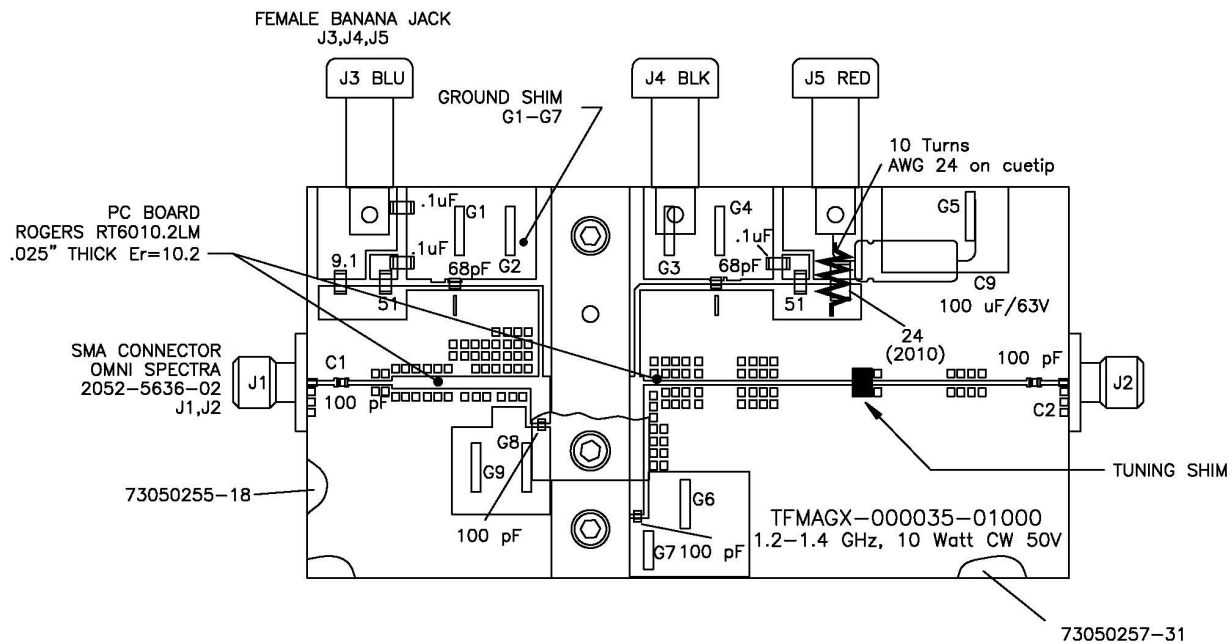 FEMALE BANANA JACK
J3,J4,J5
J3 BLU
J4 BLK
J5 RED
GROUND SHIM
G1-G7
10 Turns
AWG 24 on cuetip
PC BOARD
ROGERS RT6010.2LM
.025" THICK Er=10.2
.1uF
G1
G4
G5
.1uF
.1uF
9.1
G2
G3
68pF
68pF
51
51
C9
100 uF/63V
24
(2010)
SMA CONNECTOR
OMNI SPECTRA
2052-5636-02
J1,J2
C1
100 pF
J1
100 pF
J2
C2
G8
G9
TUNING SHIM
73050255-18
G6
100 pF
TFMAGX-000035-01000
1.2-1.4 GHz, 10 Watt CW 50V
G7
100 pF
73050257-31